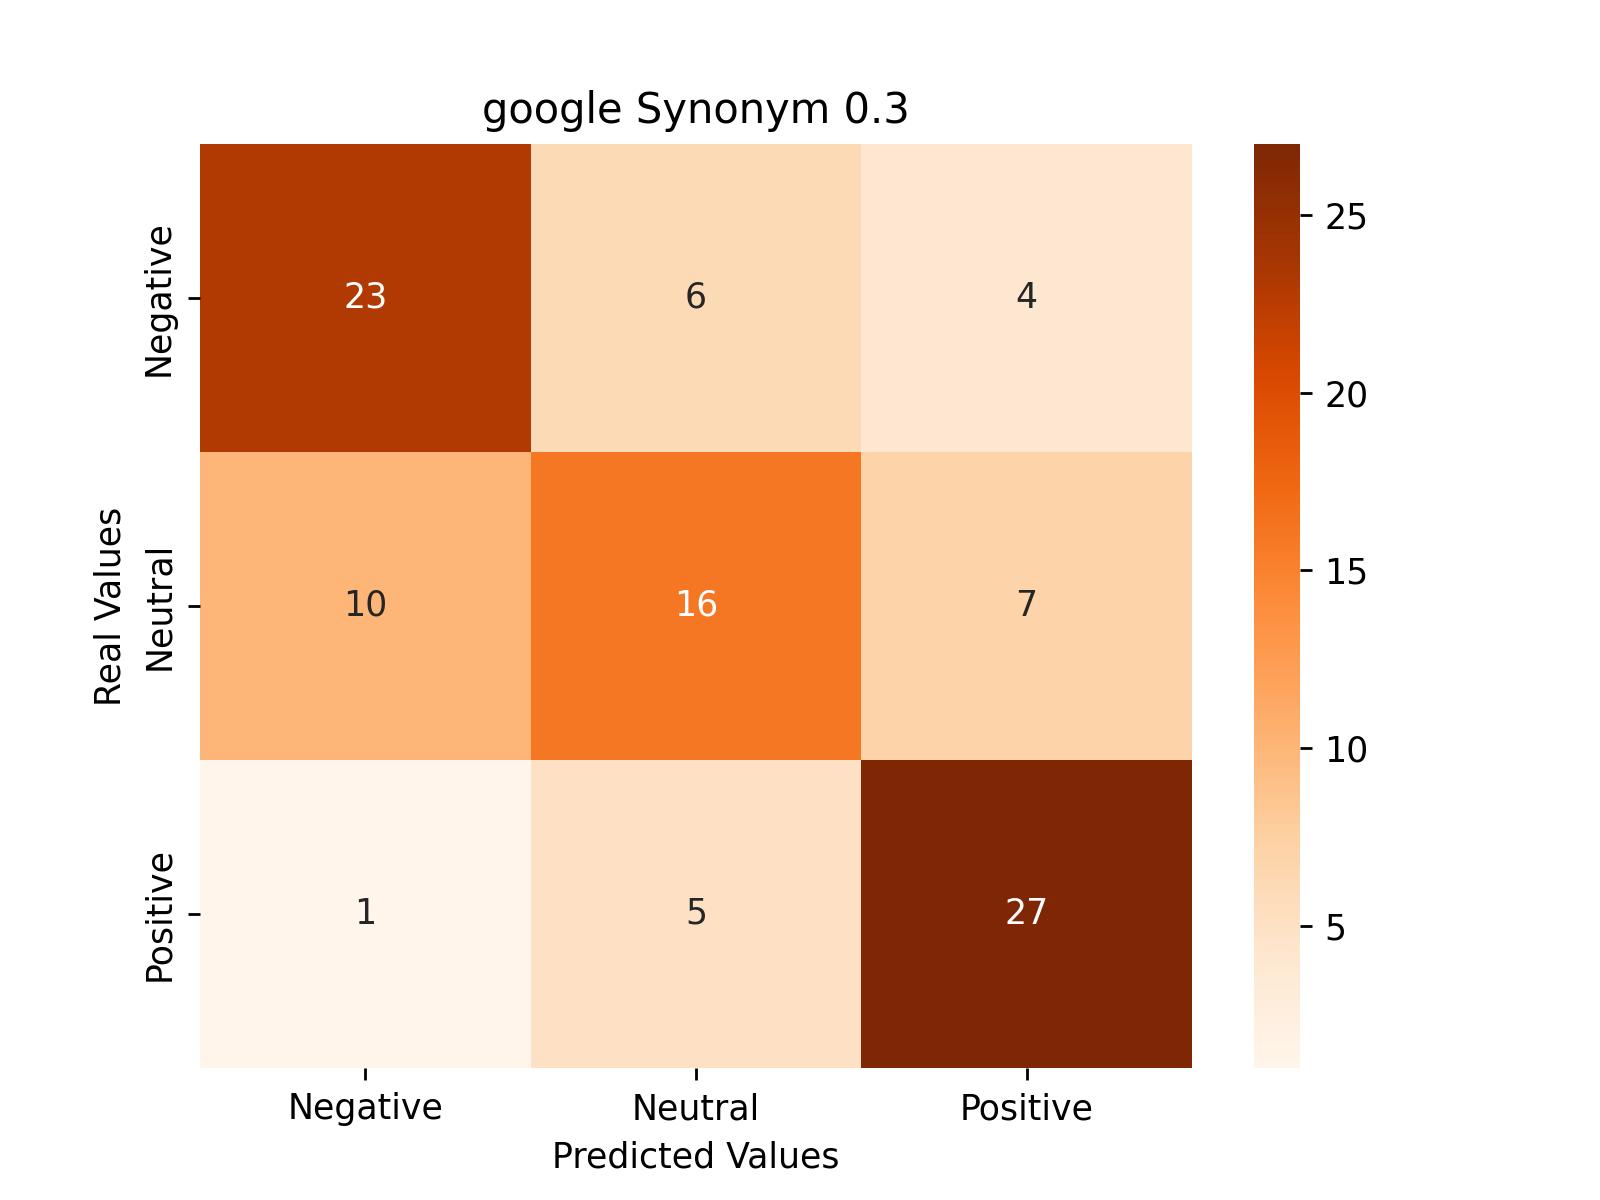 google Synonym 0.3
Real Values
Negative
23 6 4
Neutral
10 16 7
Positive
1 5 27
Negative Neutral Positive
Predicted Values
25
20
15
10
5